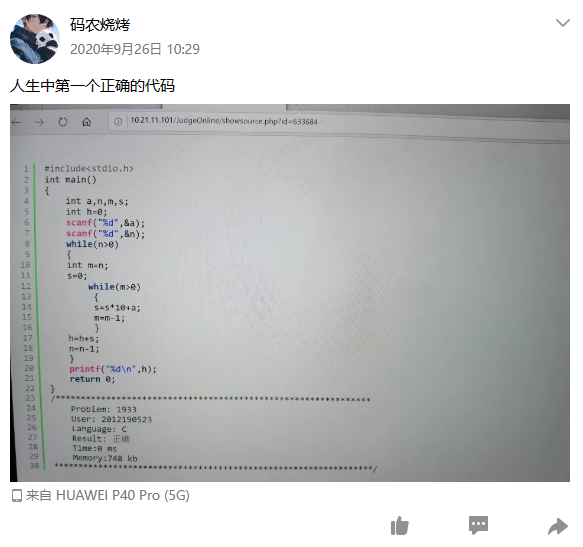 码农烧烤
2020年9月26日 10:29
人生中第一个正确的代码
10.21.11.101/JudgeOnline/showsource.php?id=633684
1 #include<stdio.h>
2 int main()
3 {
4 int a,n,m,s;
5 int h=0;
6 scanf("%d",&a);
7 scanf("%d",&n);
8 while(n>0)
9 {
10 int m=n;
11 s=0;
12 while(m>0)
13 {
14 s=s*10+a;
15 m=m-1;
16 }
17 h=h+s;
18 n=n-1;
19 }
20 printf("%d\n",h);
21 return 0;
22 }
23 /**************************************************************
24 Problem: 1933
25 User: 2012190523
26 Language: C
27 Result: 正确
28 Time:0 ms
29 Memory:748 kb
30 ****************************************************************/
来自 HUAWEI P40 Pro (5G)